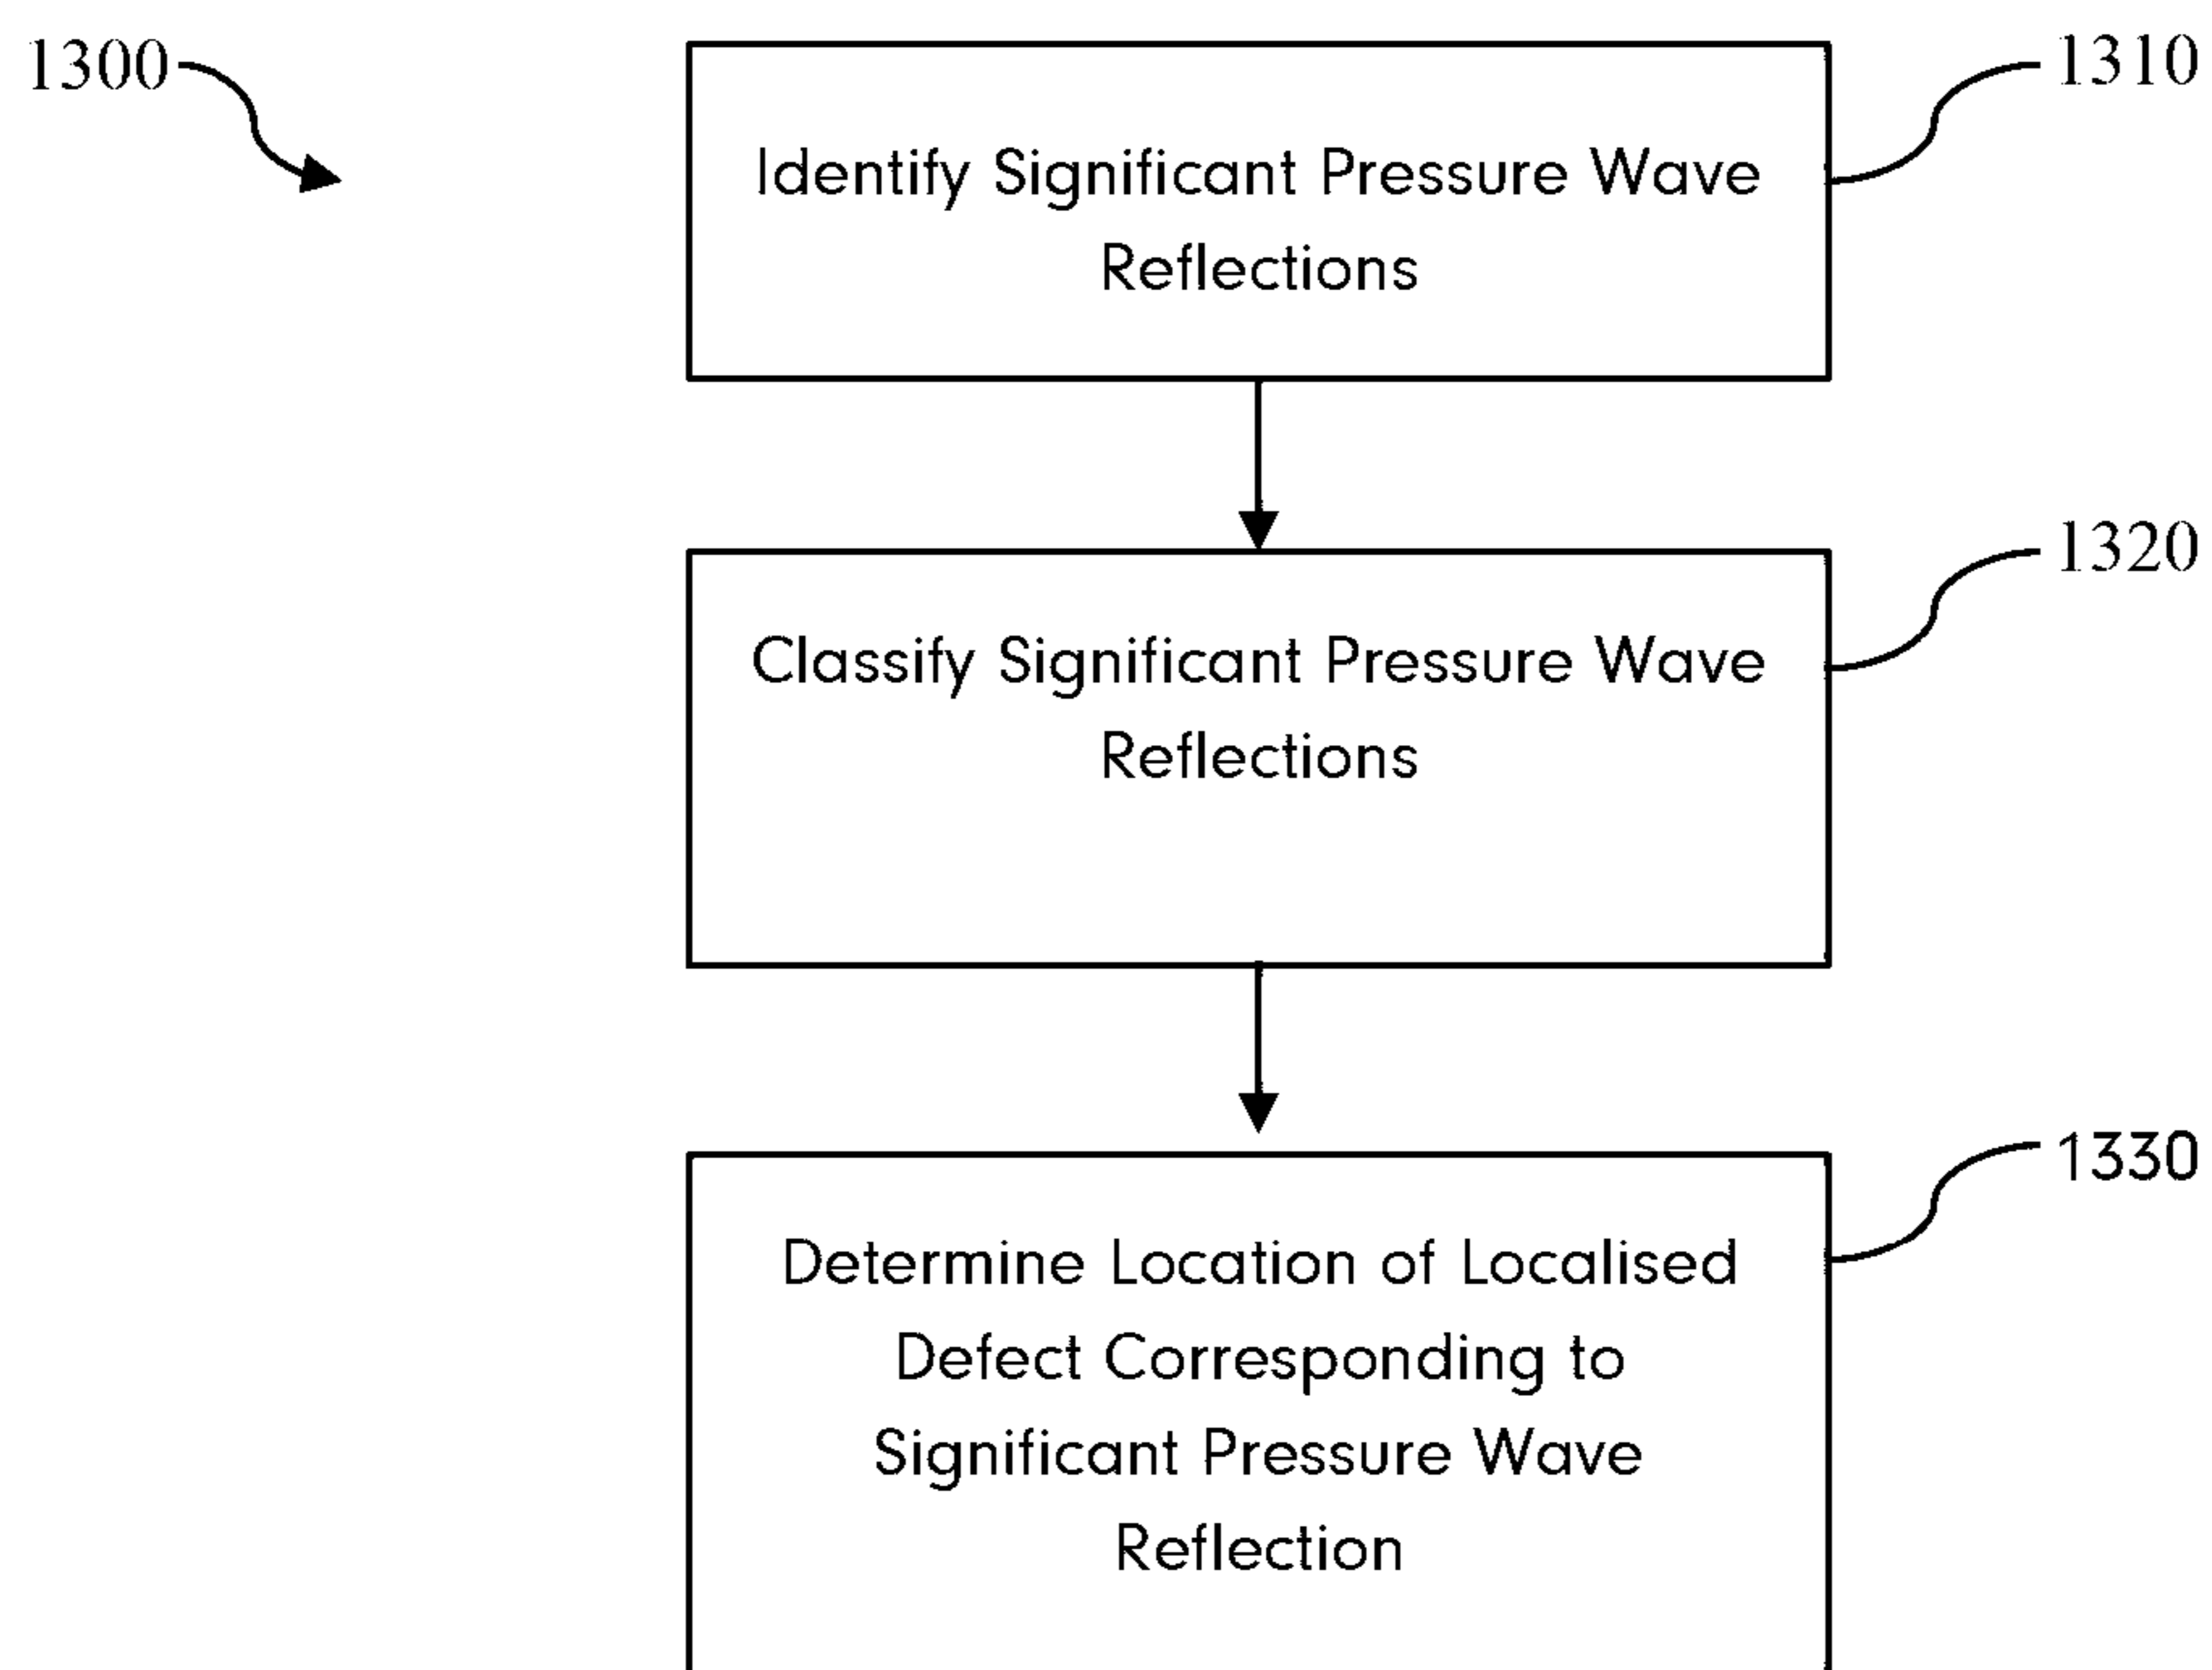 1300
1310
Identify Significant Pressure Wave
Reflections
1320
Classify Significant Pressure Wave
Reflections
1330
Determine Location of Localised
Defect Corresponding to
Significant Pressure Wave
Reflection